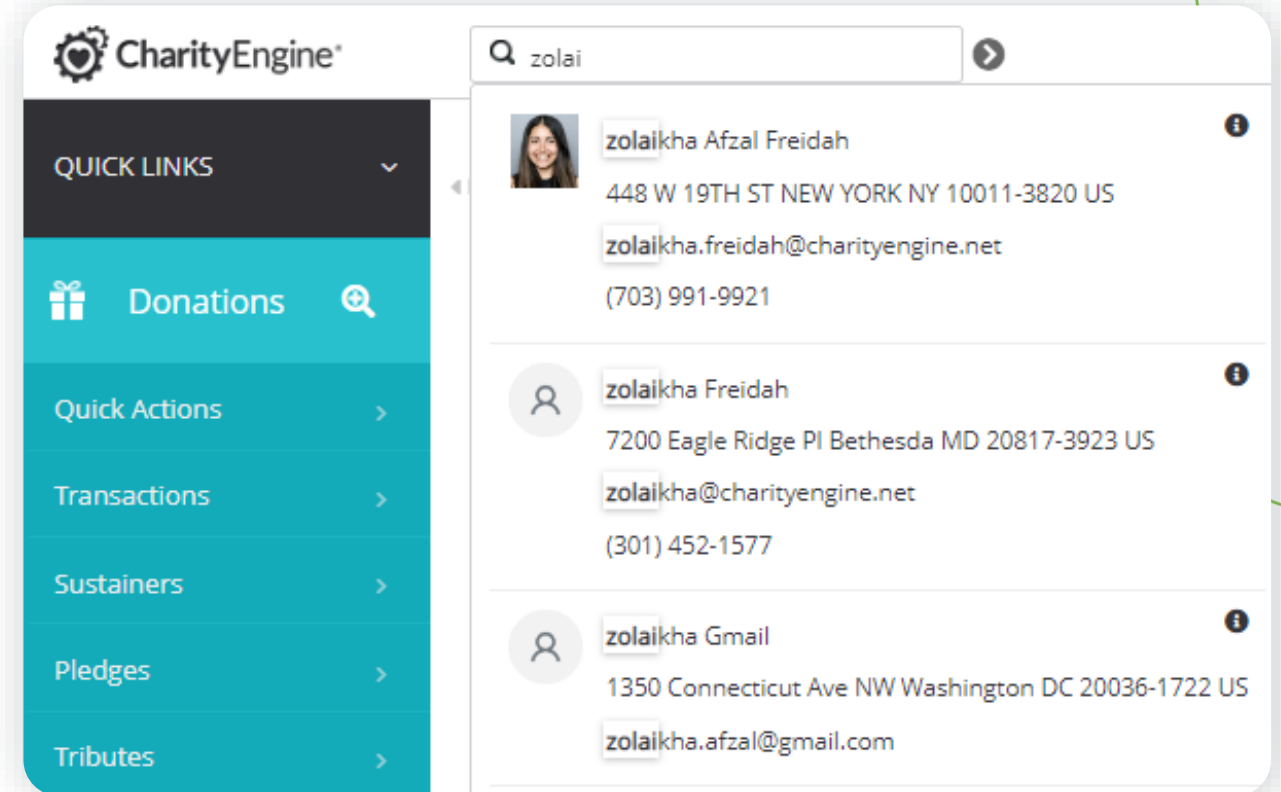 CharityEngine
zolai
QUICK LINKS
Donations
Quick Actions
Transactions
Sustainers
Pledges
Tributes
zolaikha Afzal Freidah
448 W 19TH ST NEW YORK NY 10011-3820 US
zolaikha.freidah@charityengine.net
(703) 991-9921
zolaikha Freidah
7200 Eagle Ridge Pl Bethesda MD 20817-3923 US
zolaikha@charityengine.net
(301) 452-1577
zolaikha Gmail
1350 Connecticut Ave NW Washington DC 20036-1722 US
zolaikha.afzal@gmail.com